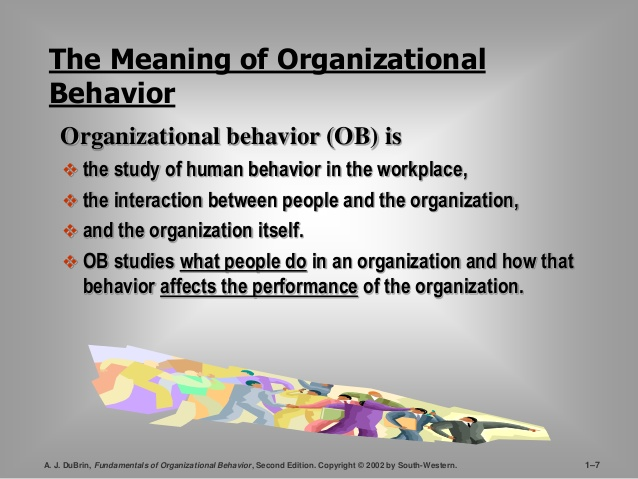 The Meaning of Organizational
Behavior
Organizational behavior (OB) is
❖ the study of human behavior in the workplace,
❖ the interaction between people and the organization,
❖ and the organization itself.
❖ OB studies what people do in an organization and how that
behavior affects the performance of the organization.
A. J. DuBrin, Fundamentals of Organizational Behavior, Second Edition. Copyright © 2002 by South-Western. 1–7